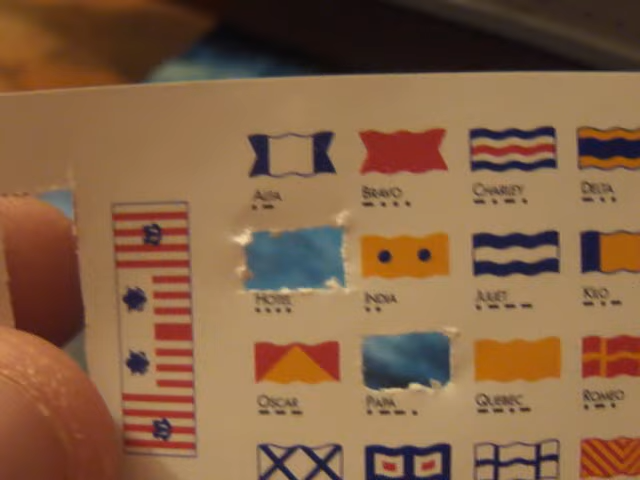 ALFA
BRAVO
CHARLEY
DELTA
HOTEL
INDIA
JULIET
KILO
OSCAR
PAPA
QUEBEC
ROMEO